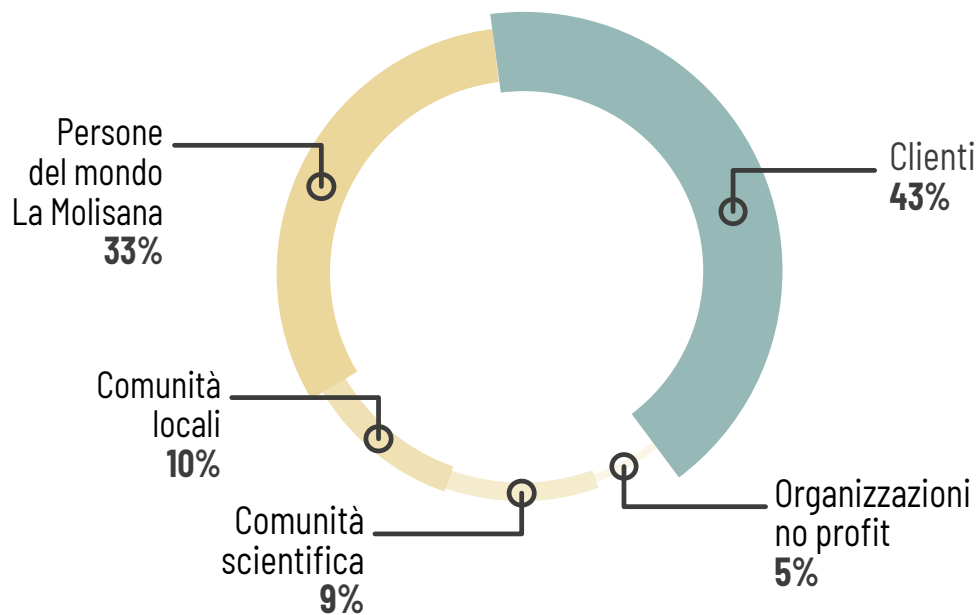 Persone
del mondo
La Molisana
33%
Clienti
43%
Comunità
locali
10%
Comunità
scientifica
9%
Organizzazioni
no profit
5%